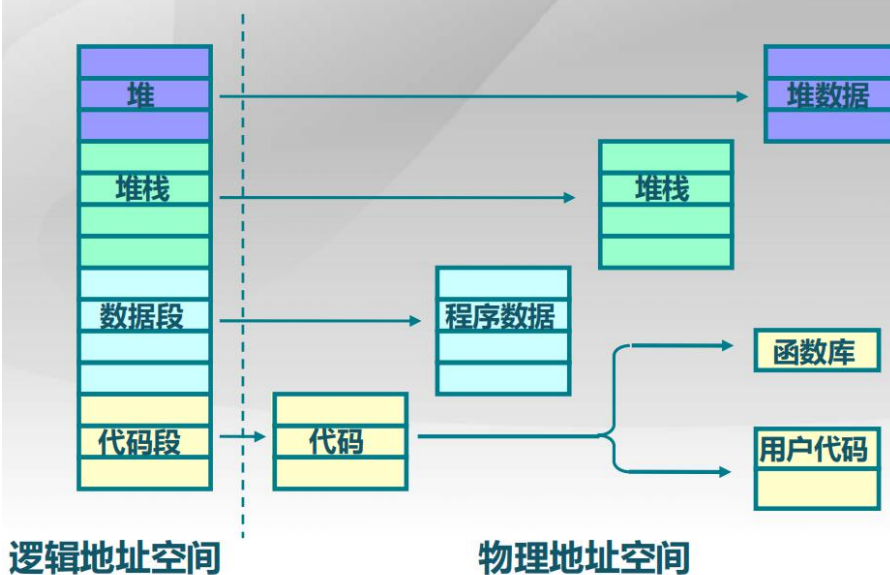 堆
堆数据
堆栈
堆栈
数据段
程序数据
函数库
代码段
代码
用户代码
逻辑地址空间
物理地址空间